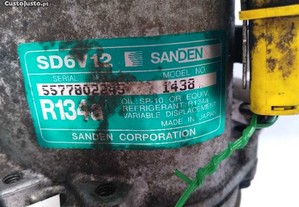 CustoJusto.pt
SD6V12 SANDEN
SERIAL MODEL NO
1438
R134a OIL SP10 OR EQUIV.
REFRIGERANT R134a
VARIABLE DISPLACEMENT
MADE IN JAPAN
SANDEN CORPORATION